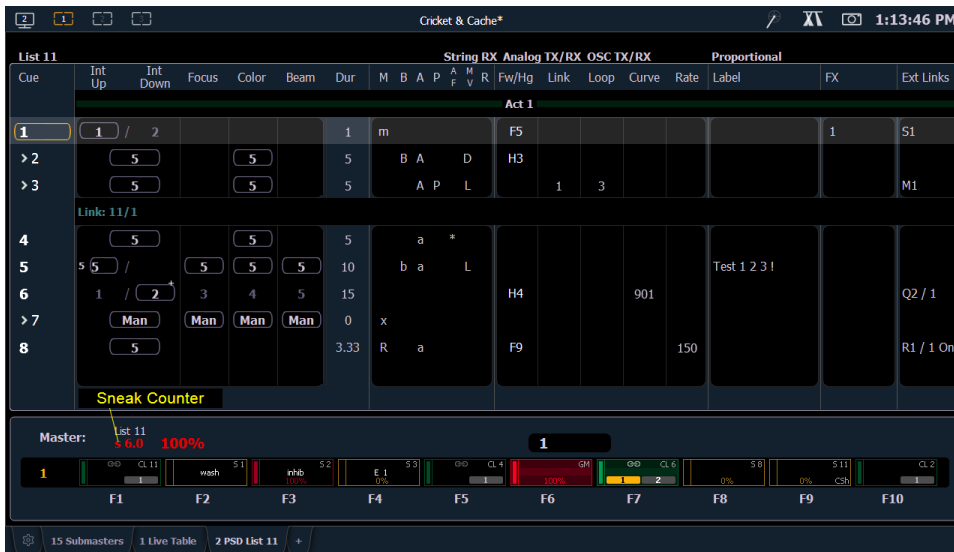 2 1 2 3 Cricket & Cache* 1:13:46 PM
List 11 String RX Analog TX/RX OSC TX/RX Proportional
Cue Int Up Int Down Focus Color Beam Dur M B A P A F M V R Fw/Hg Link Loop Curve Rate Label FX Ext Links
Act 1
1 1 / 2 1 m F5 1 S1
> 2 5 5 5 B A D H3
> 3 5 5 5 A P L 1 3 M1
Link: 11/1
4 5 5 5 a *
5 5 5 / 5 5 5 10 b a L Test 1 2 3 !
6 1 / 2 + 3 4 5 15 H4 901 Q2 / 1
> 7 Man Man Man Man 0 x
8 5 3.33 R a F9 150 R1 / 1 On
Sneak Counter
Master: List 11
s 6.0 100% 1
1 CL 11 1 wash S 1 inhib 100% S 2 E 1 0% S 3 CL 4 1 GM 100% CL 6 1 2 S 8 0% S 11 0% CSh CL 2 1
F1 F2 F3 F4 F5 F6 F7 F8 F9 F10
15 Submasters 1 Live Table 2 PSD List 11 +